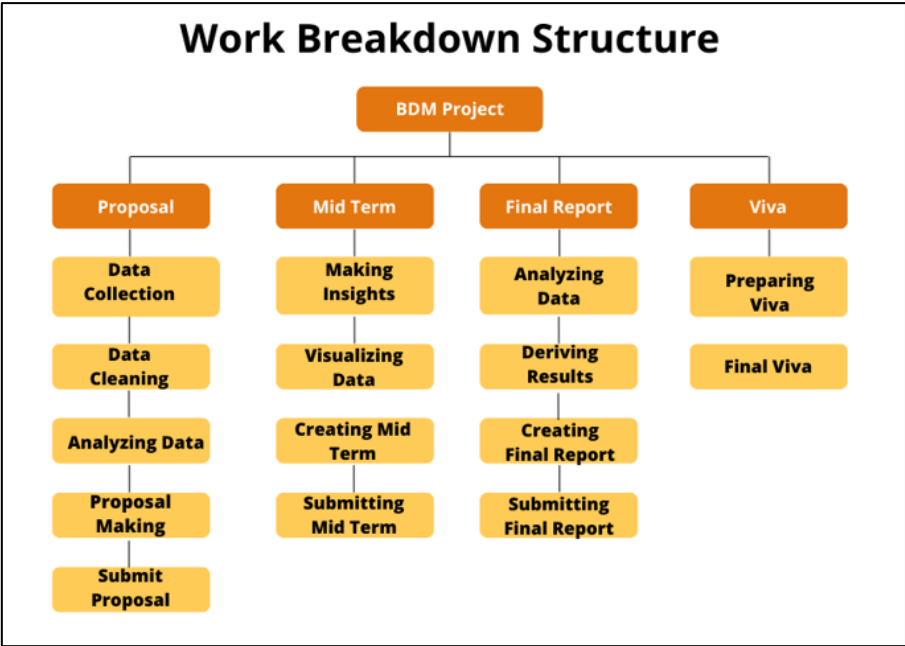 Work Breakdown Structure
BDM Project
Proposal
Data
Collection
Data
Cleaning
Analyzing Data
Proposal
Making
Submit
Proposal
Mid Term
Making
Insights
Visualizing
Data
Creating Mid
Term
Submitting
Mid Term
Final Report
Analyzing
Data
Deriving
Results
Creating
Final Report
Submitting
Final Report
Viva
Preparing
Viva
Final Viva